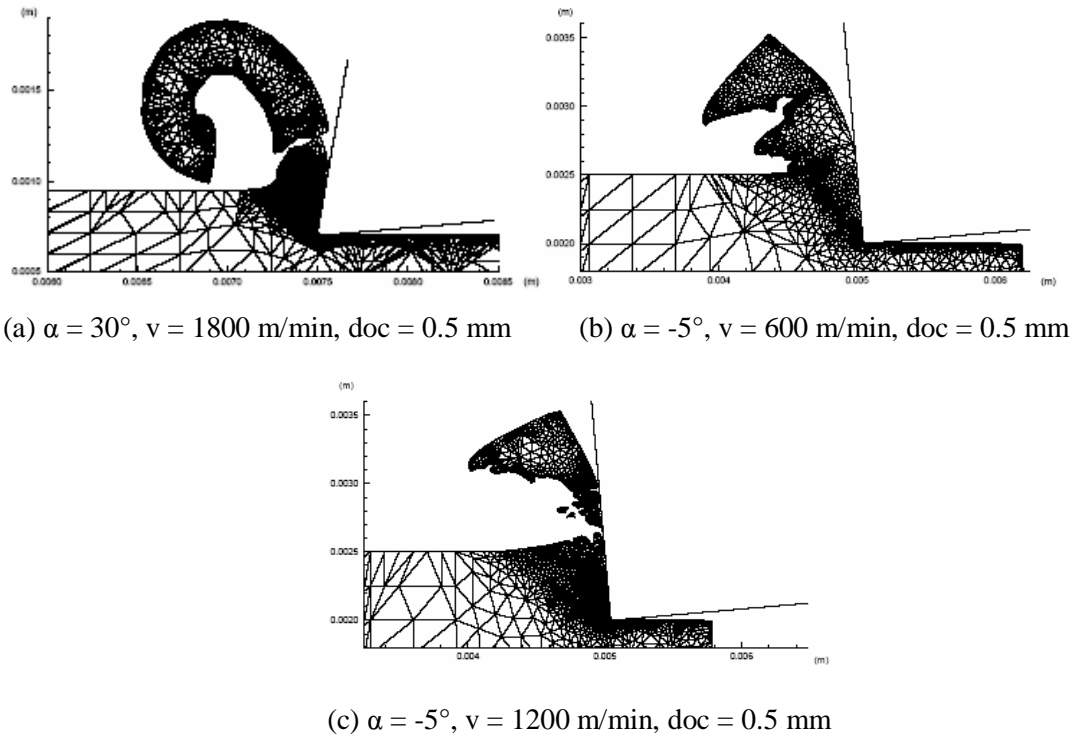 (m)
0.0015
0.0010
0.0005
0.0060 0.0065 0.0070 0.0075 0.0080 0.0085
(m)
(m)
0.0035
0.0030
0.0025
0.0020
0.003 0.004 0.005 0.006
(m)
(a) α = 30°, v = 1800 m/min, doc = 0.5 mm
(b) α = -5°, v = 600 m/min, doc = 0.5 mm
(m)
0.0035
0.0030
0.0025
0.0020
0.004 0.005 0.006
(m)
(c) α = -5°, v = 1200 m/min, doc = 0.5 mm